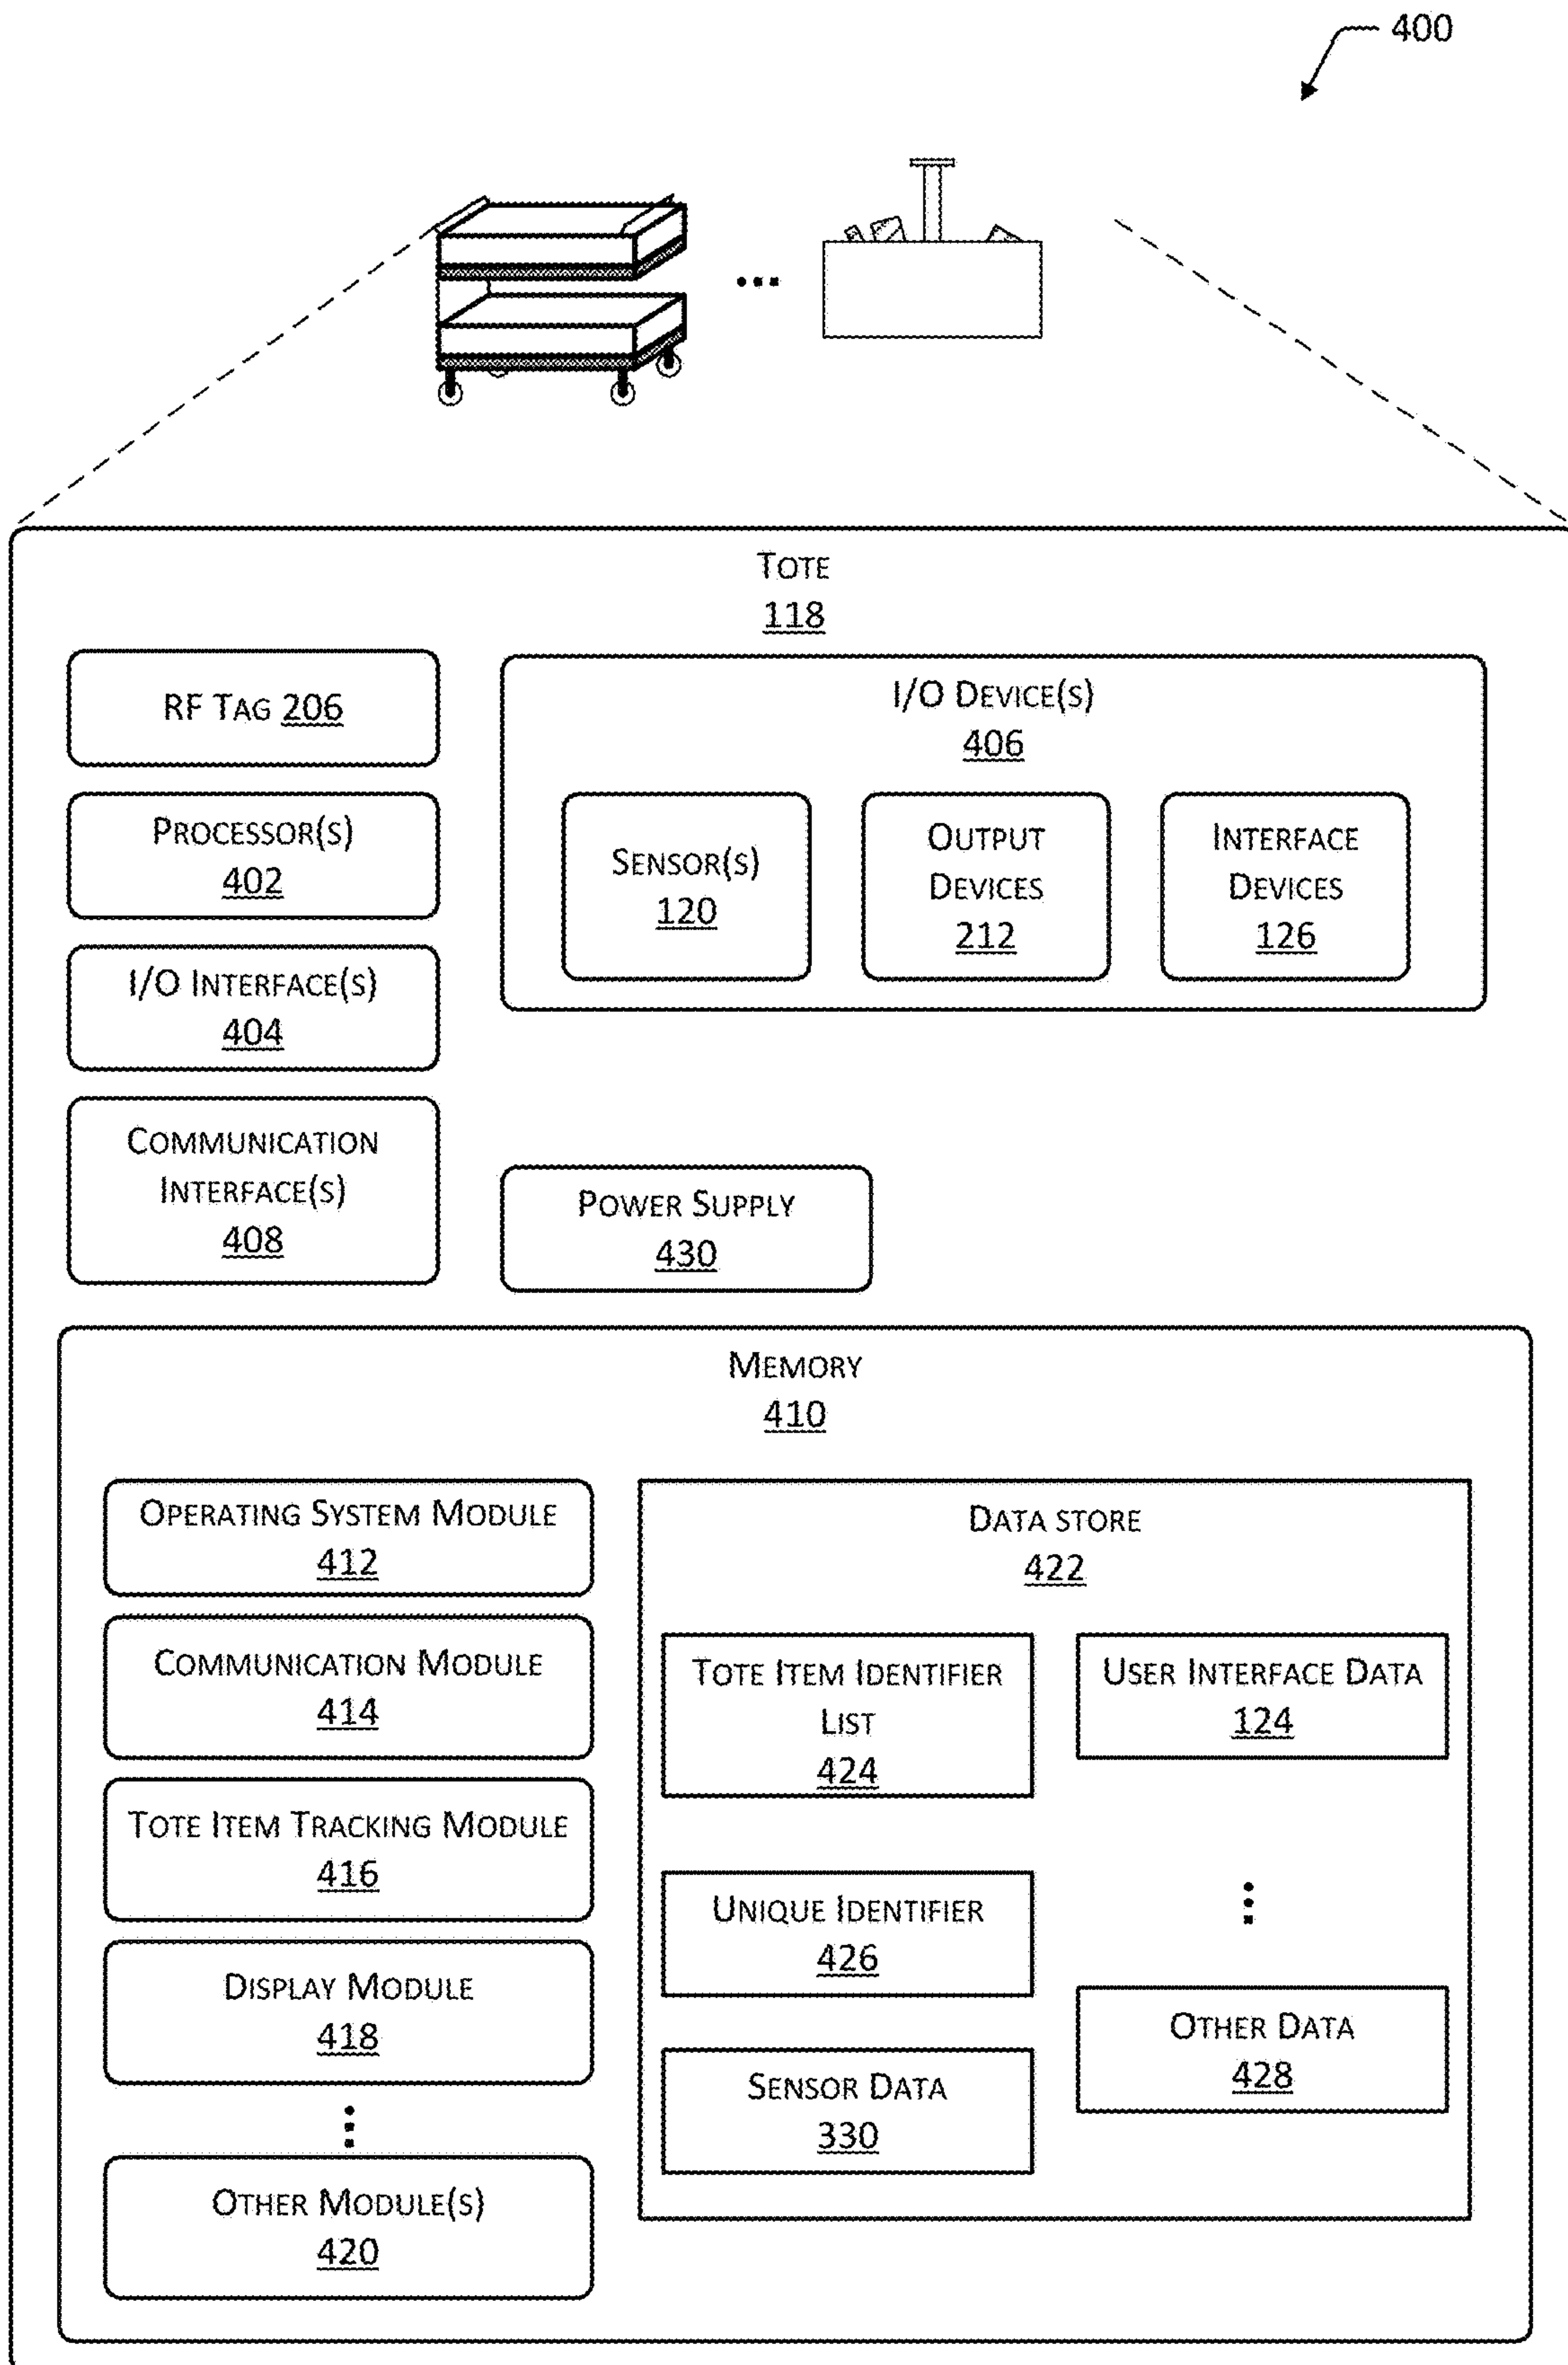 400
TOTE
118
RF TAG 206
PROCESSOR(S)
402
I/O INTERFACE(S)
404
COMMUNICATION
INTERFACE(S)
408
I/O DEVICE(S)
406
SENSOR(S)
120
OUTPUT
DEVICES
212
INTERFACE
DEVICES
126
POWER SUPPLY
430
MEMORY
410
OPERATING SYSTEM MODULE
412
COMMUNICATION MODULE
414
TOTE ITEM TRACKING MODULE
416
DISPLAY MODULE
418
OTHER MODULE(S)
420
DATA STORE
422
TOTE ITEM IDENTIFIER
LIST
424
UNIQUE IDENTIFIER
426
SENSOR DATA
330
USER INTERFACE DATA
124
OTHER DATA
428